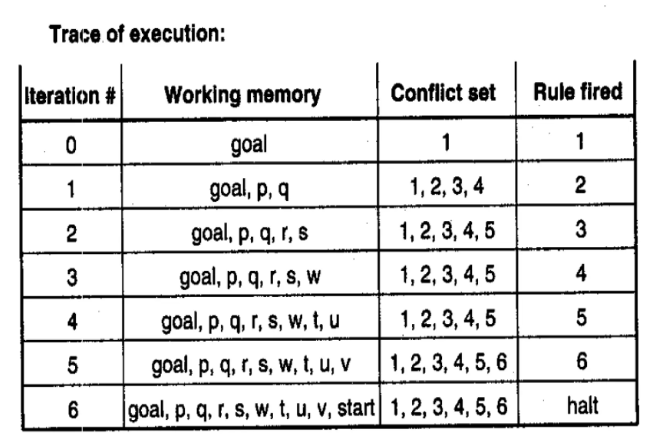 Trace of execution:
Iteration # Working memory Conflict set Rule fired
0 goal 1 1
1 goal, p, q 1, 2, 3, 4 2
2 goal, p, q, r, s 1, 2, 3, 4, 5 3
3 goal, p, q, r, s, w 1, 2, 3, 4, 5 4
4 goal, p, q, r, s, w, t, u 1, 2, 3, 4, 5 5
5 goal, p, q, r, s, w, t, u, v 1, 2, 3, 4, 5, 6 6
6 goal, p, q, r, s, w, t, u, v, start 1, 2, 3, 4, 5, 6 halt